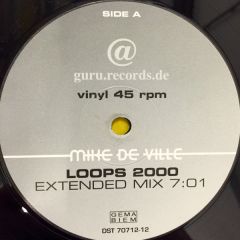 SIDE A
@
guru.records.de
vinyl 45 rpm
MIKE DE VILLE
LOOPS 2000
EXTENDED MIX 7:01
GEMA
BIEM
DST 70712-12